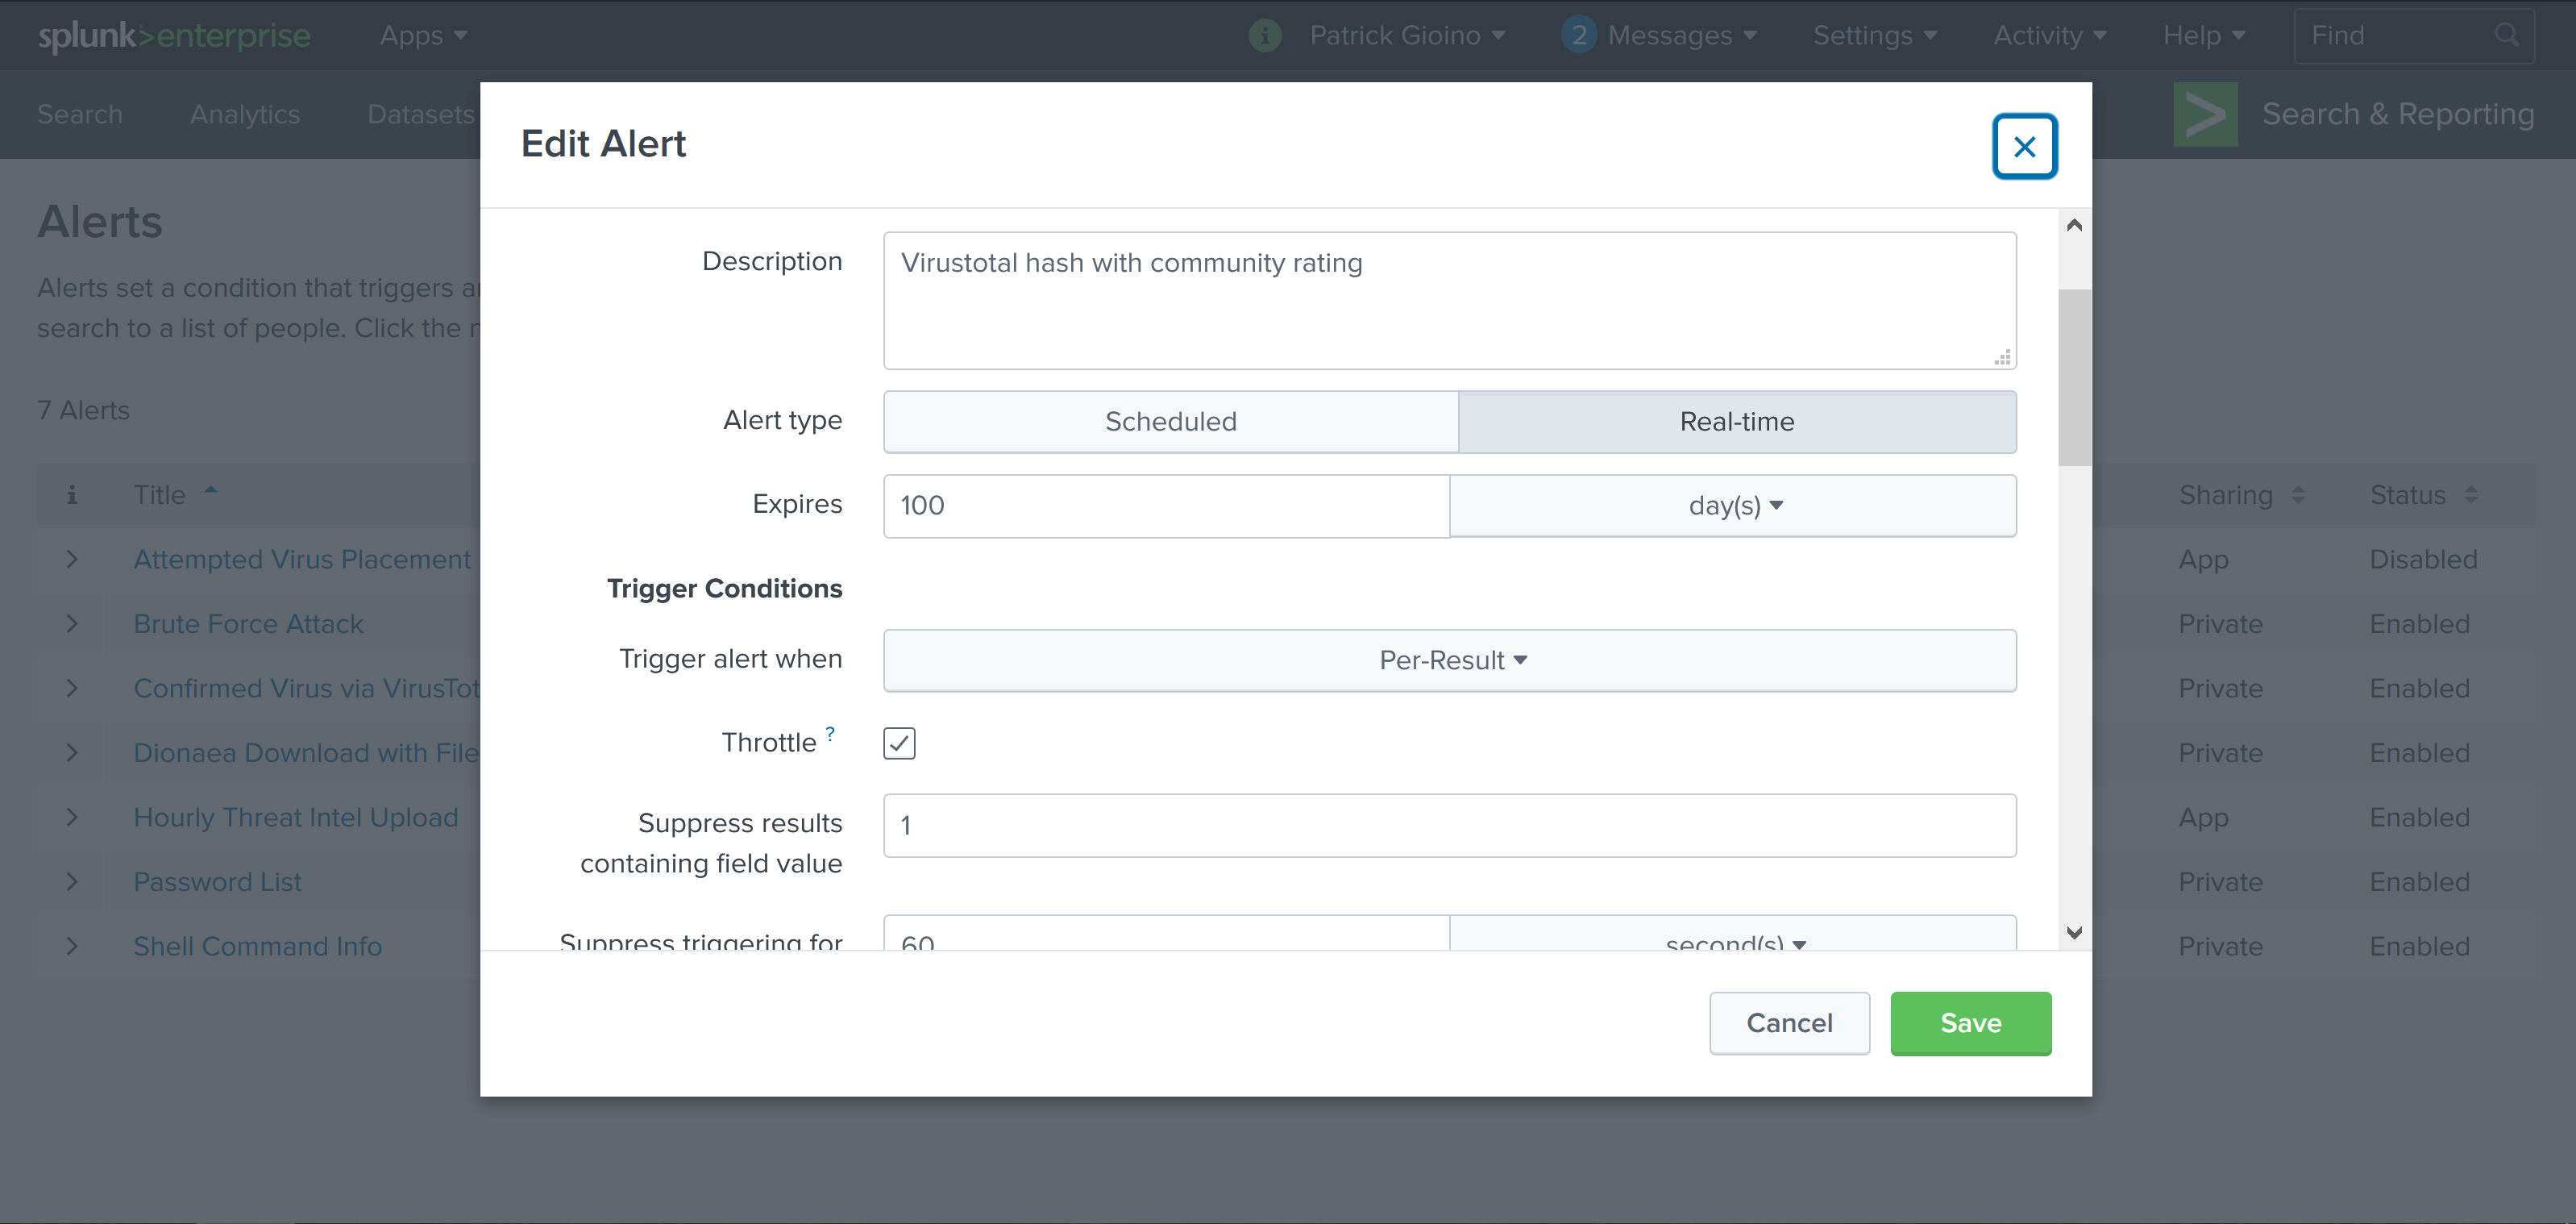 splunk>enterprise Apps Patrick Gioino 2 Messages Settings Activity Help Find
Search Analytics Datasets Search & Reporting
Edit Alert
Alerts
Alerts set a condition that triggers
search to a list of people. Click the
7 Alerts
i Title Sharing Status
Attempted Virus Placement App Disabled
Brute Force Attack Private Enabled
Confirmed Virus via VirusTot Private Enabled
Dionaea Download with File Private Enabled
Hourly Threat Intel Upload App Enabled
Password List Private Enabled
Shell Command Info Private Enabled
Description Virustotal hash with community rating
Alert type Scheduled Real-time
Expires 100 day(s)
Trigger Conditions
Trigger alert when Per-Result
Throttle ?
Suppress results
containing field value 1
Suppress triggering for 60 second(s)
Cancel Save